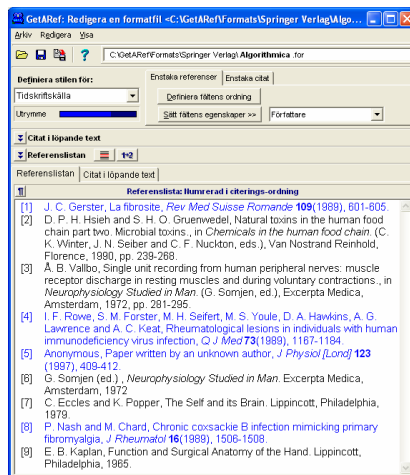 GetARef: Redigera en formatfil <C:\GetARef\Formats\Springer Verlag\Algo...
Arkiv Redigera Visa
C:\GetARef\Formats\Springer Verlag\ Algorithmica .for
Definiera stilen för:
Tidskriftskälla
Utrymme
Enstaka referenser Enstaka citat
Definiera fältens ordning
Sätt fältens egenskaper >> Författare
Citat i löpande text
Referenslistan 1=2
Referenslistan Citat i löpande text
¶ Referenslista: Numrerad i citerings-ordning
[1] J. C. Gerster, La fibrosite, Rev Med Suisse Romande 109(1989), 601-605.
[2] D. P. H. Hsieh and S. H. O. Gruenwedel, Natural toxins in the human food
chain part two. Microbial toxins., in Chemicals in the human food chain. (C.
K. Winter, J. N. Seiber and C. F. Nuckton, eds.), Van Nostrand Reinhold,
Florence, 1990, pp. 239-268.
[3] Å. B. Vallbo, Single unit recording from human peripheral nerves: muscle
receptor discharge in resting muscles and during voluntary contractions., in
Neurophysiology Studied in Man. (G. Somjen, ed.), Excerpta Medica,
Amsterdam, 1972, pp. 281-295.
[4] I. F. Rowe, S. M. Forster, M. H. Seifert, M. S. Youle, D. A. Hawkins, A. G.
Lawrence and A. C. Keat, Rheumatological lesions in individuals with human
immunodeficiency virus infection, Q J Med 73(1989), 1167-1184.
[5] Anonymous, Paper written by an unknown author, J Physiol [Lond] 123
(1997), 409-412.
[6] G. Somjen (ed.) , Neurophysiology Studied in Man. Excerpta Medica,
Amsterdam, 1972
[7] C. Eccles and K. Popper, The Self and its Brain. Lippincott, Philadelphia,
1979.
[8] P. Nash and M. Chard, Chronic coxsackie B infection mimicking primary
fibromyalgia, J Rheumatol 16(1989), 1506-1508.
[9] E. B. Kaplan, Function and Surgical Anatomy of the Hand. Lippincott,
Philadelphia, 1965.